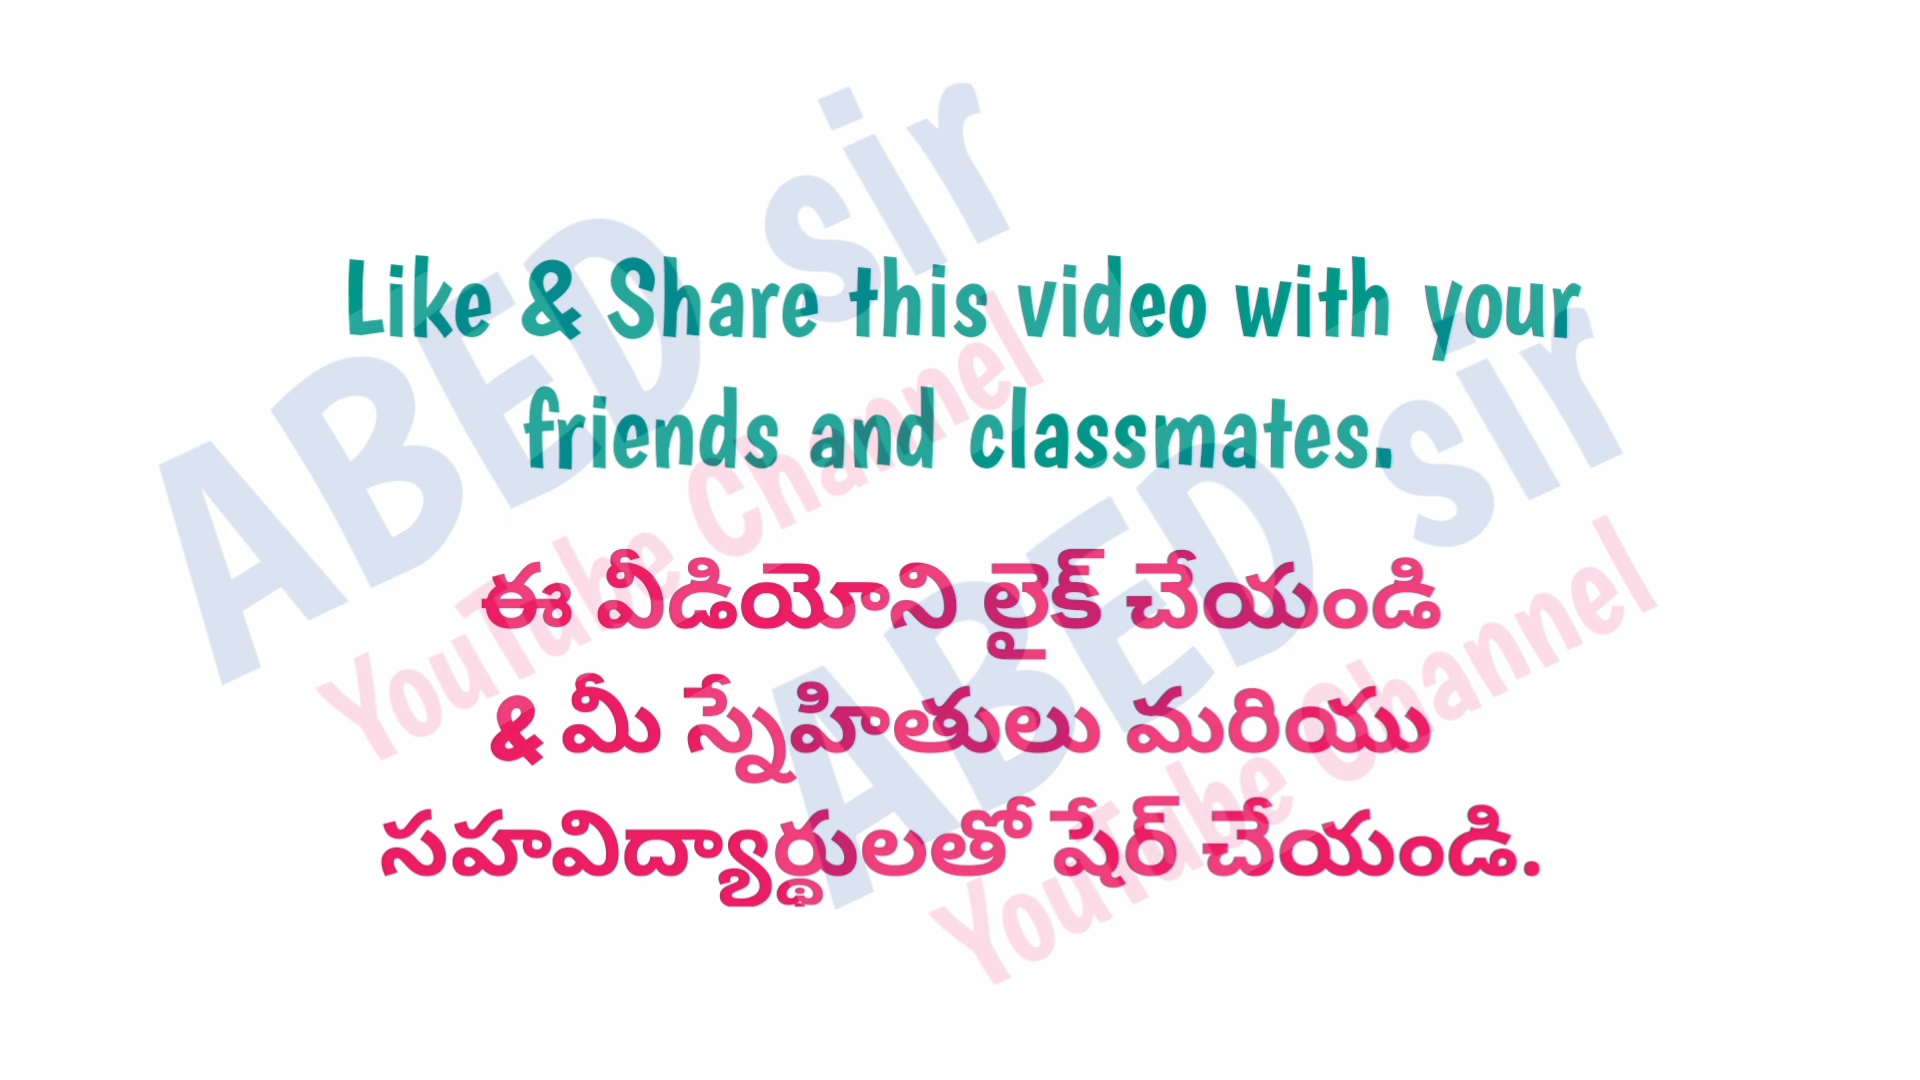 Like & Share this video with your
friends and classmates.
ఈ వీడియోని లైక్ చేయండి
& మీ స్నేహితులు మరియు
సహవిద్యార్థులతో షేర్ చేయండి.
ABED sir
YouTube Channel
ABED sir
YouTube Channel